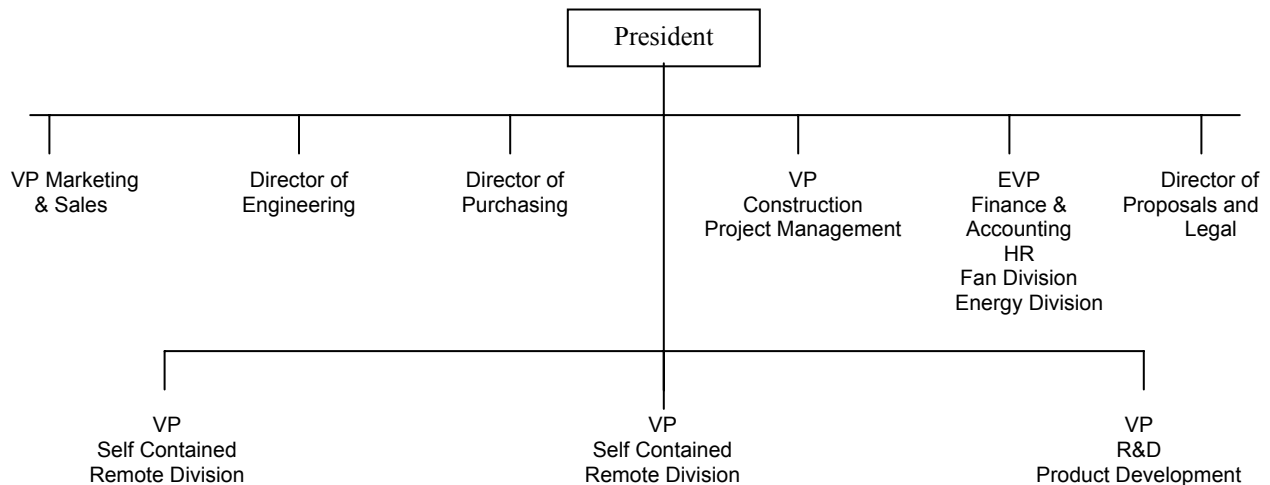 President
VP Marketing
& Sales
Director of
Engineering
Director of
Purchasing
VP
Construction
Project Management
EVP
Finance &
Accounting
HR
Fan Division
Energy Division
Director of
Proposals and
Legal
VP
Self Contained
Remote Division
VP
Self Contained
Remote Division
VP
R&D
Product Development